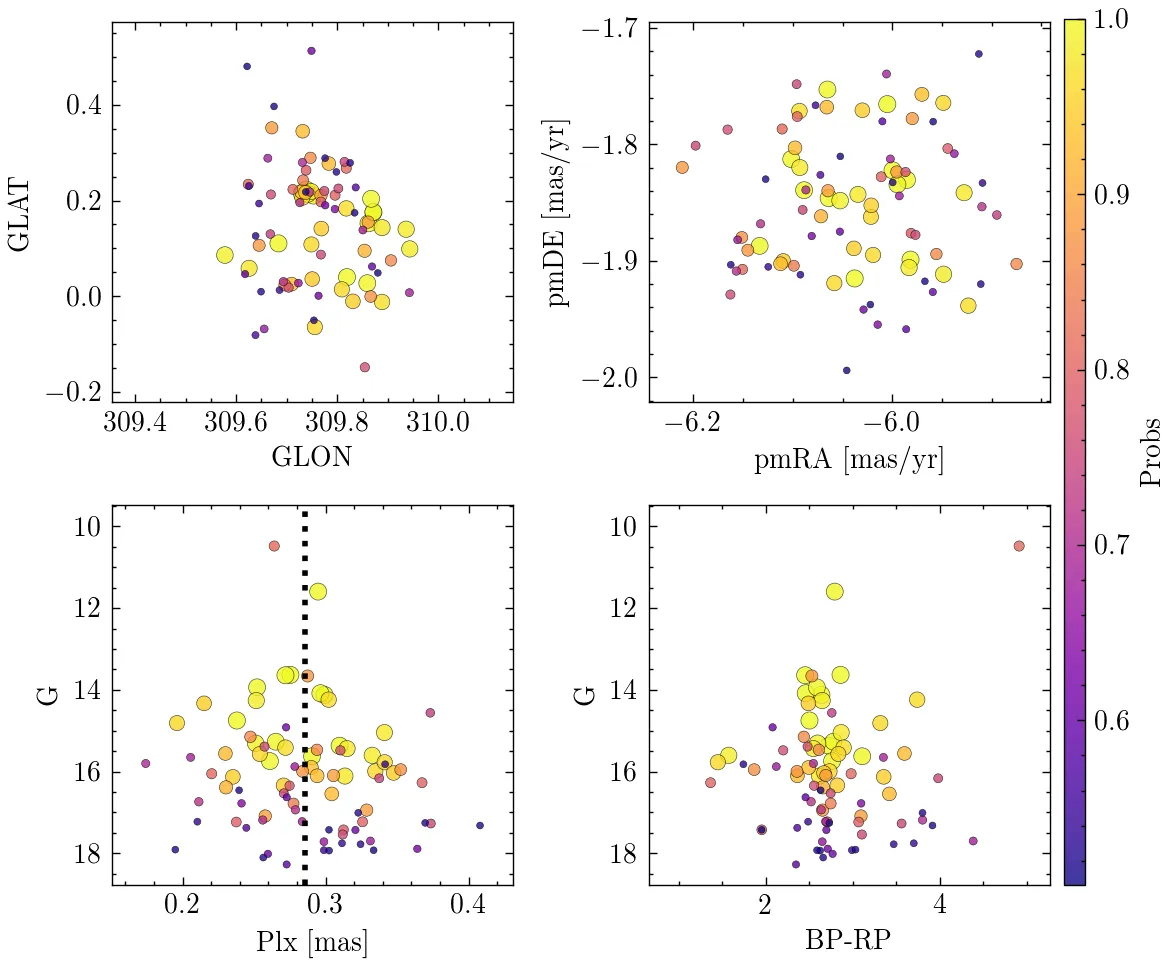 0.4
0.2
0.0
−0.2
GLAT
309.4 309.6 309.8 310.0
GLON
−1.7
−1.8
−1.9
−2.0
pmDE [mas/yr]
−6.2 −6.0
pmRA [mas/yr]
10
12
14
16
18
G
0.2 0.3 0.4
Plx [mas]
10
12
14
16
18
G
2 4
BP-RP
1.0
0.9
0.8
0.7
0.6
Probs